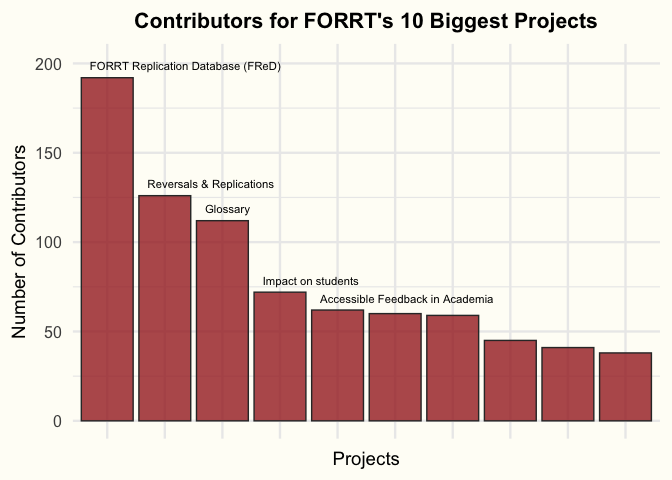 Contributors for FORRT's 10 Biggest Projects
200
FORRT Replication Database (FReD)
150
Reversals & Replications
Glossary
100
Impact on students
Accessible Feedback in Academia
50
0
Number of Contributors
Projects